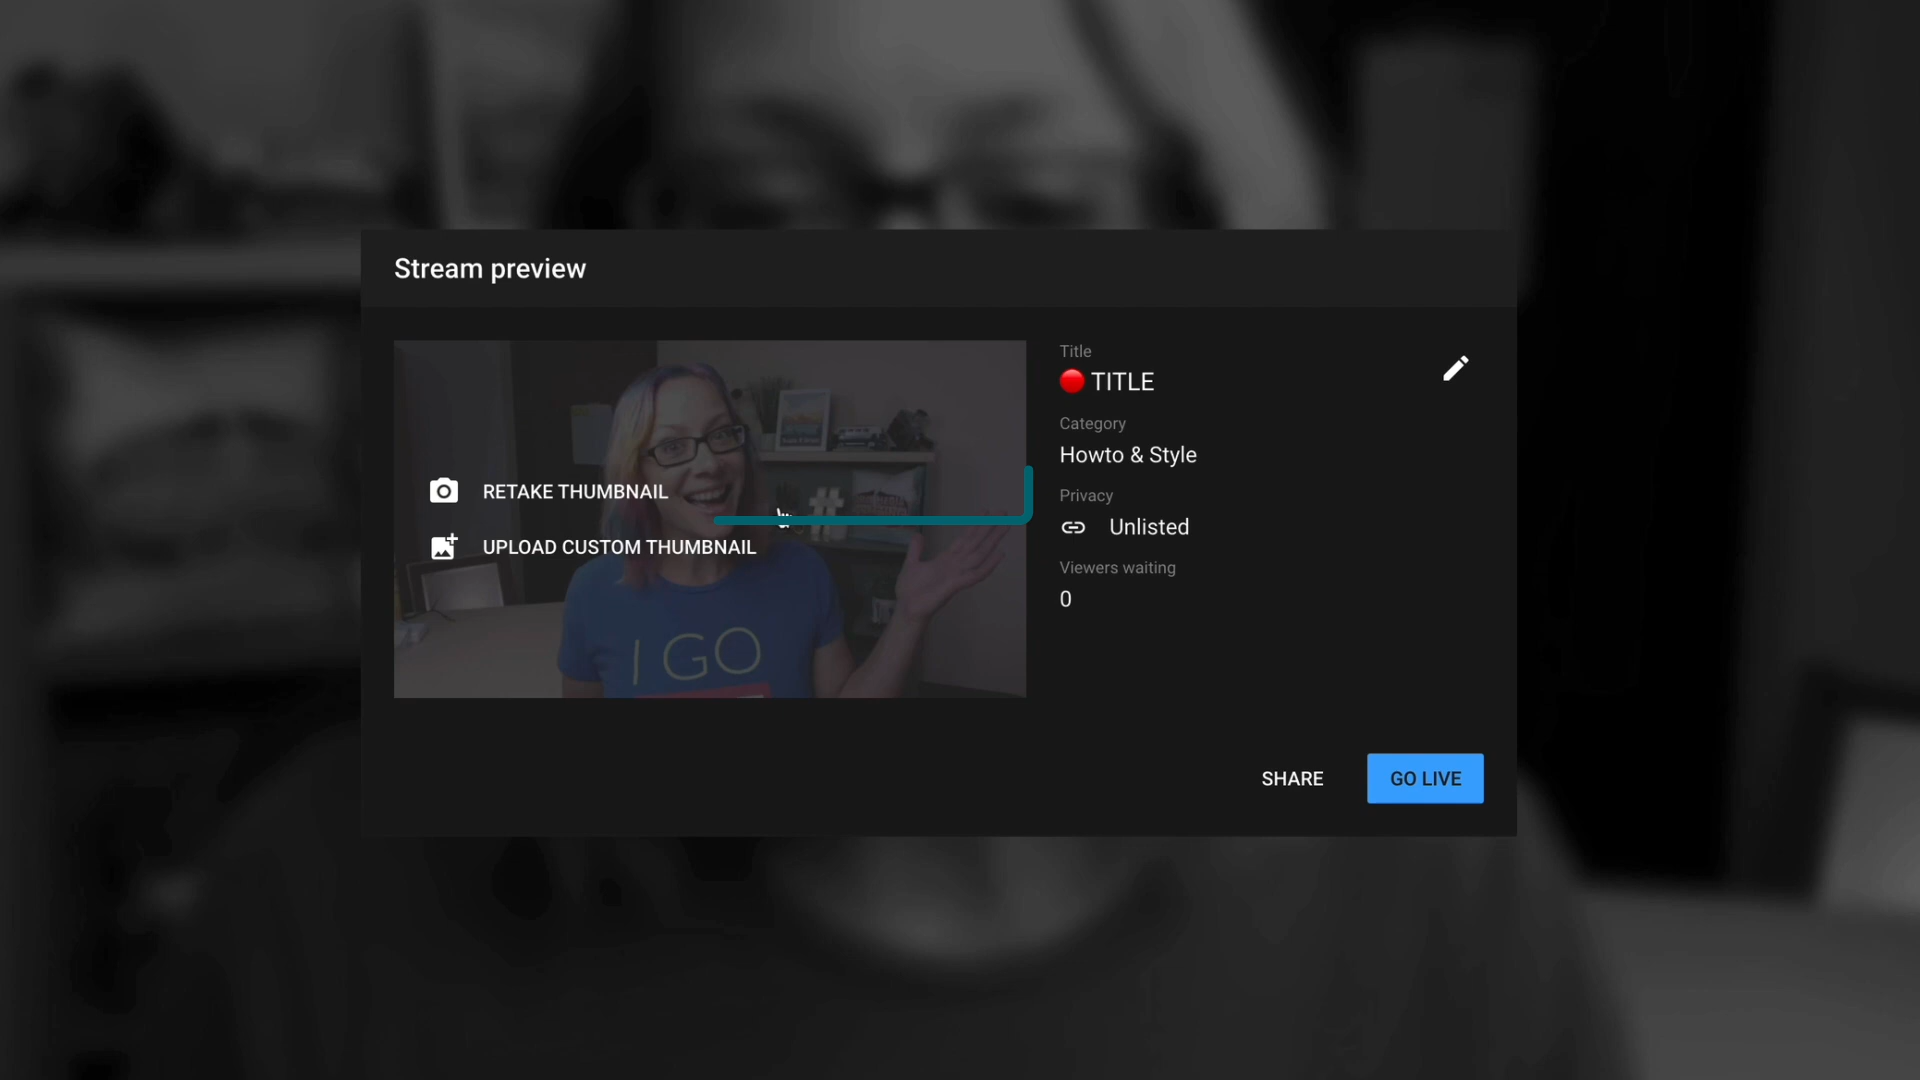 Stream preview
Title
🔴 TITLE
Category
Howto & Style
Privacy
Unlisted
Viewers waiting
0
RETAKE THUMBNAIL
UPLOAD CUSTOM THUMBNAIL
I GO
SHARE
GO LIVE